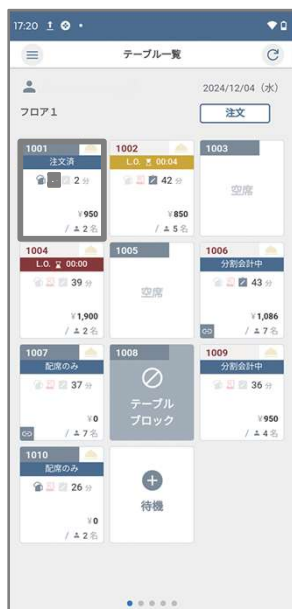 17:20
テーブル一覧
2024/12/04（水）
フロア１
注文
1001
注文済
2 分
¥950
/ 2 名
1002
L.O. 00:04
42 分
¥850
/ 5 名
1003
空席
1004
L.O. 00:00
39 分
¥1,900
/ 2 名
1005
空席
1006
分割会計中
43 分
¥1,086
/ 7 名
1007
配席のみ
37 分
¥0
/ 7 名
1008
テーブル
ブロック
1009
分割会計中
36 分
¥950
/ 4 名
1010
配席のみ
26 分
¥0
/ 2 名
待機